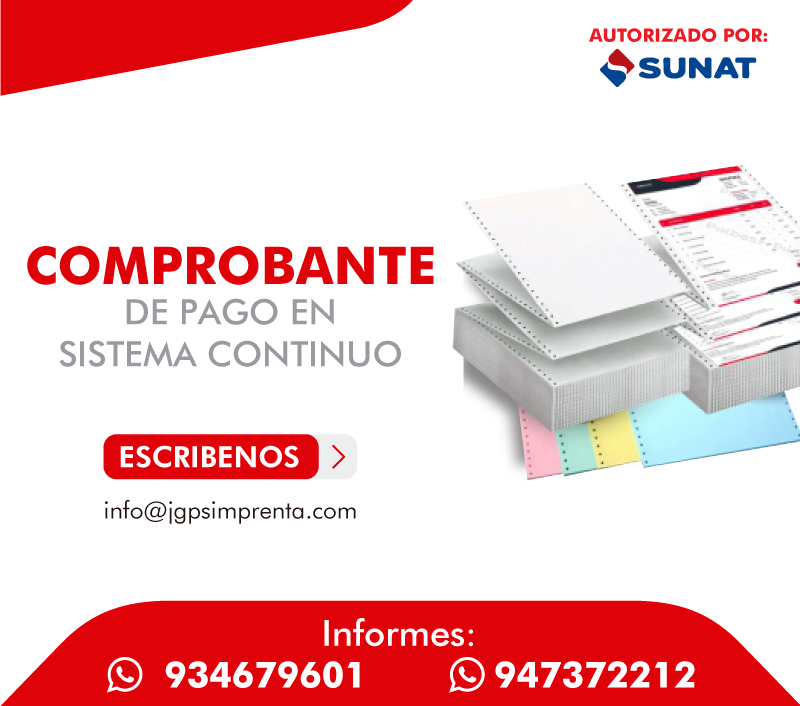 AUTORIZADO POR:
SUNAT
COMPROBANTE
DE PAGO EN
SISTEMA CONTINUO
ESCRIBENOS
info@jgpsimprenta.com
Informes:
934679601
947372212